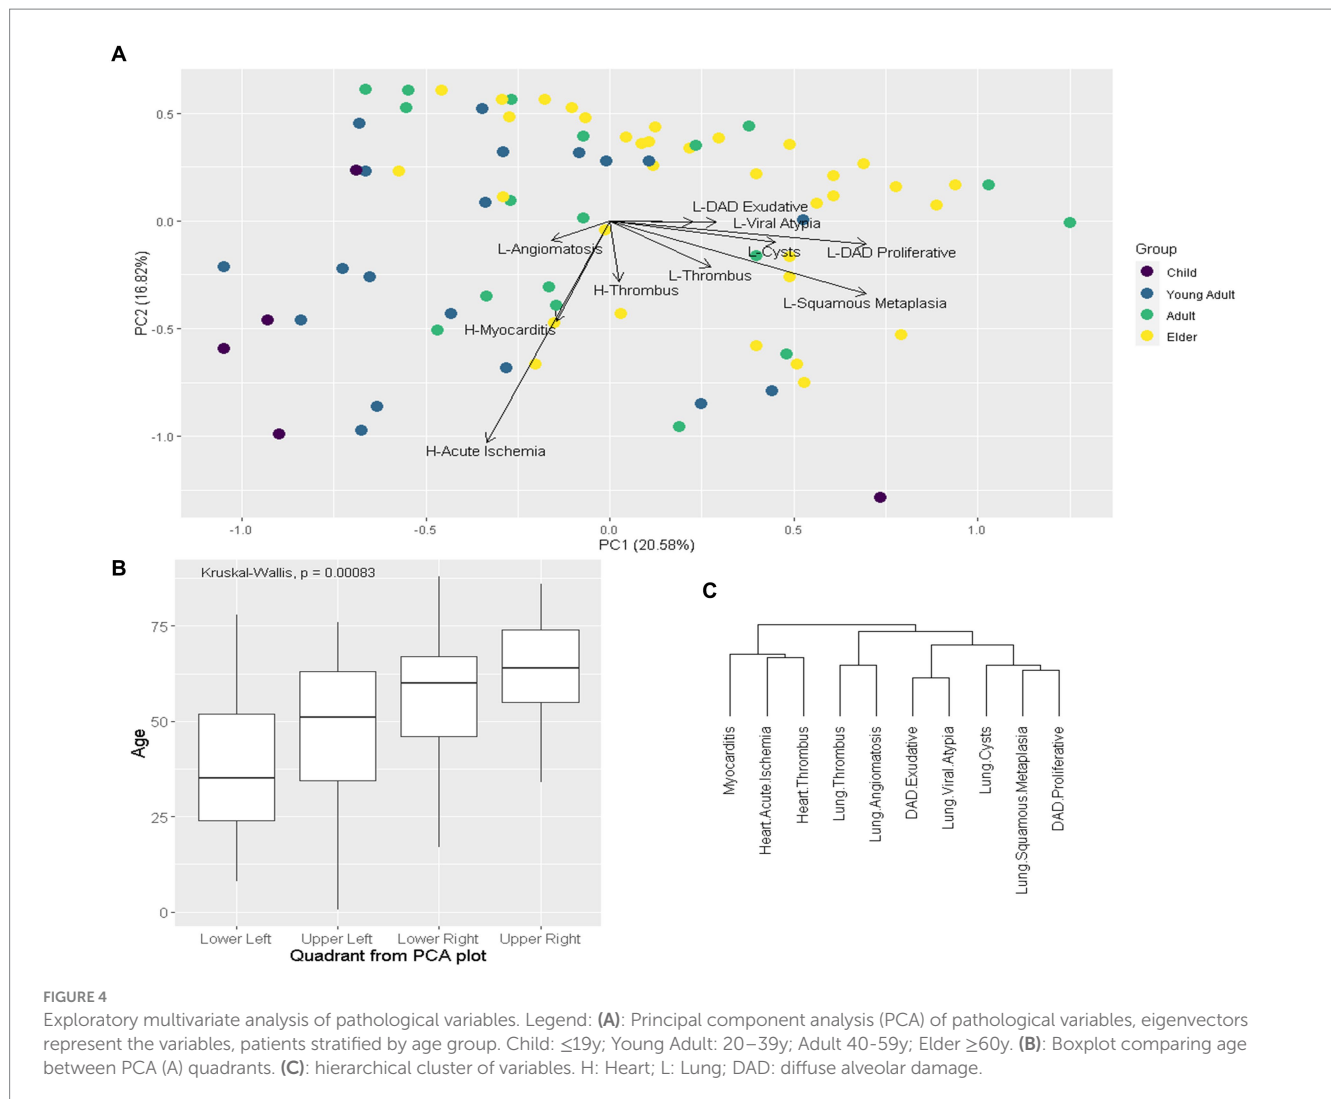 A
0.5
0.0
-0.5
-1.0
PC2 (16.82%)
L-DAD Exudative
L-Viral Atypia
L-Angiomatosis
L-Cysts
L-DAD Proliferative
L-Thrombus
H-Thrombus
L-Squamous Metaplasia
H-Myocarditis
H-Acute Ischemia
-1.0
-0.5
0.0
0.5
1.0
PC1 (20.58%)
Group
Child
Young Adult
Adult
Elder
B
Kruskal-Wallis, p = 0.00083
75
50
25
0
Age
Lower Left
Upper Left
Lower Right
Upper Right
Quadrant from PCA plot
C
Myocarditis
Heart.Acute.Ischemia
Heart.Thrombus
Lung.Thrombus
Lung.Angiomatosis
DAD.Exudative
Lung.Viral.Atypia
Lung.Cysts
Lung.Squamous.Metaplasia
DAD.Proliferative
FIGURE 4
Exploratory multivariate analysis of pathological variables. Legend: (A): Principal component analysis (PCA) of pathological variables, eigenvectors
represent the variables, patients stratified by age group. Child: ≤19y; Young Adult: 20–39y; Adult 40-59y; Elder ≥60y. (B): Boxplot comparing age
between PCA (A) quadrants. (C): hierarchical cluster of variables. H: Heart; L: Lung; DAD: diffuse alveolar damage.